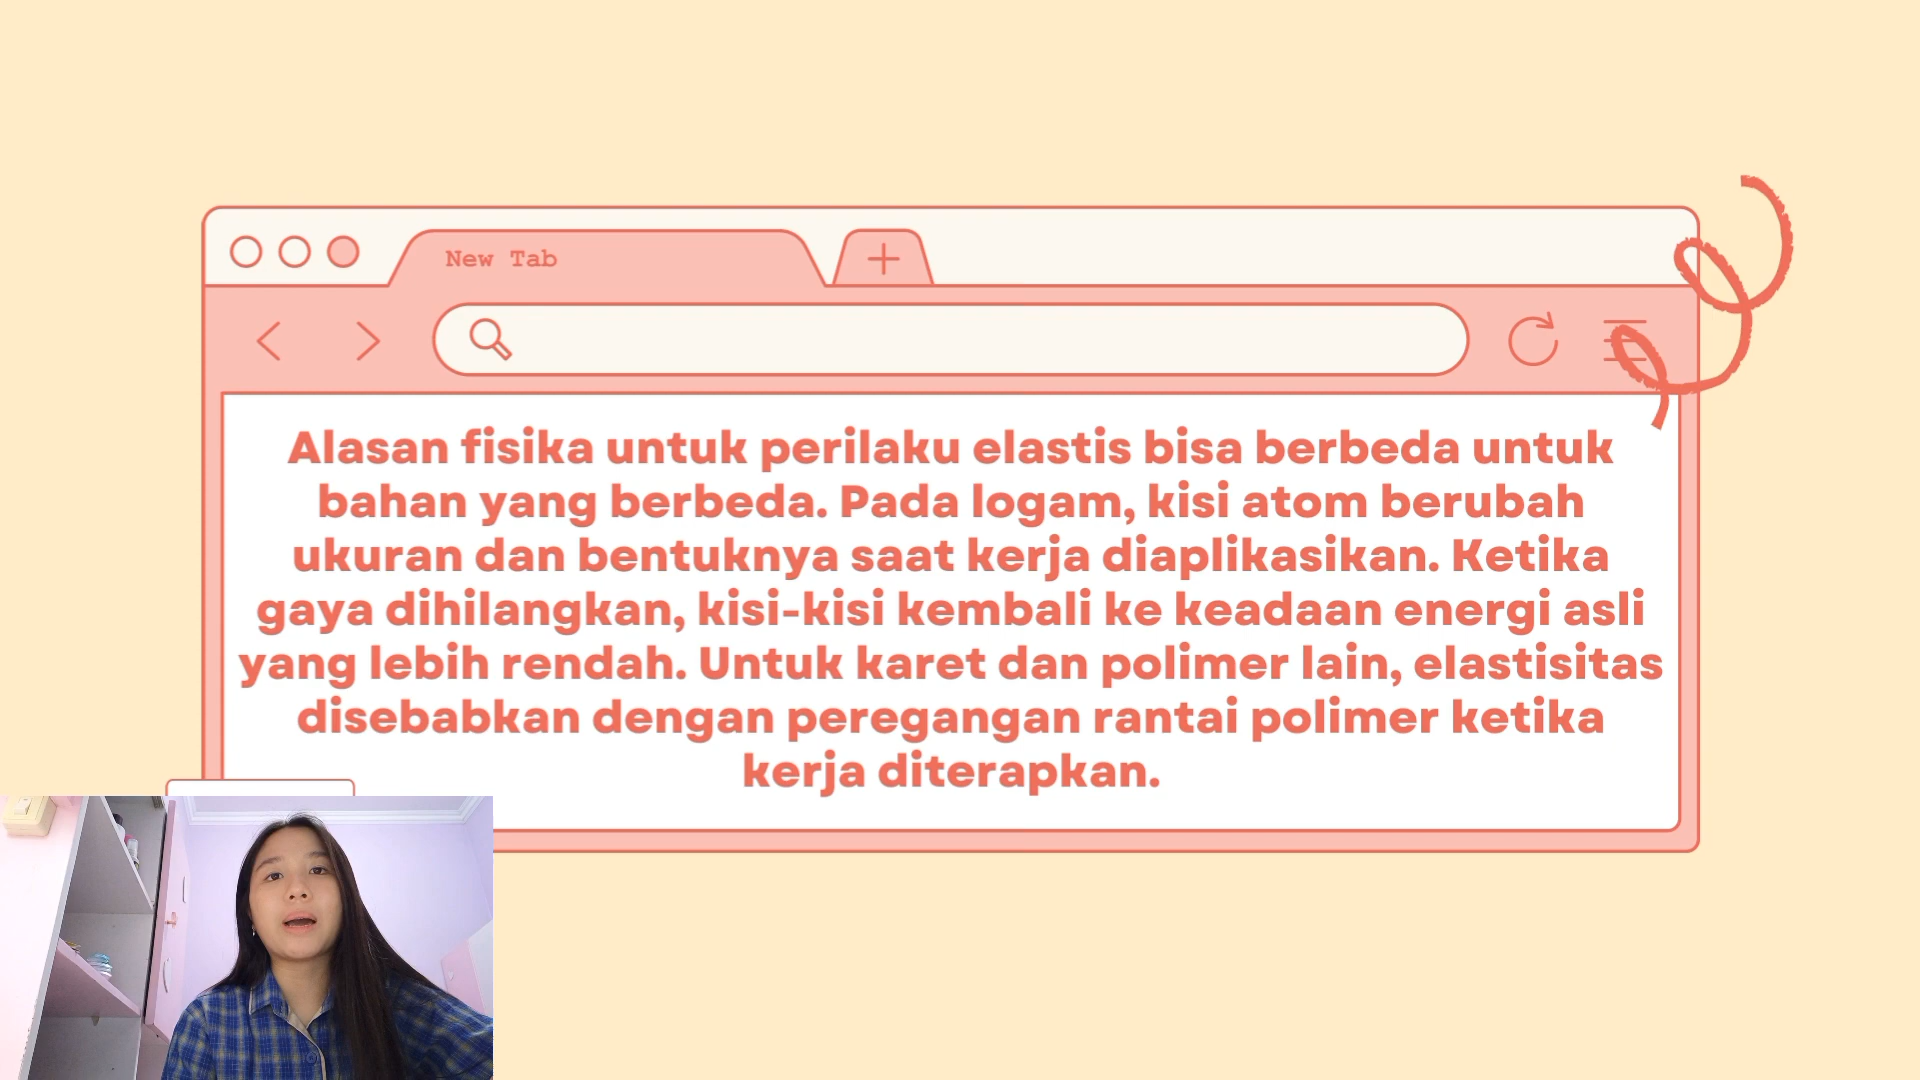 New Tab
Alasan fisika untuk perilaku elastis bisa berbeda untuk
bahan yang berbeda. Pada logam, kisi atom berubah
ukuran dan bentuknya saat kerja diaplikasikan. Ketika
gaya dihilangkan, kisi-kisi kembali ke keadaan energi asli
yang lebih rendah. Untuk karet dan polimer lain, elastisitas
disebabkan dengan peregangan rantai polimer ketika
kerja diterapkan.